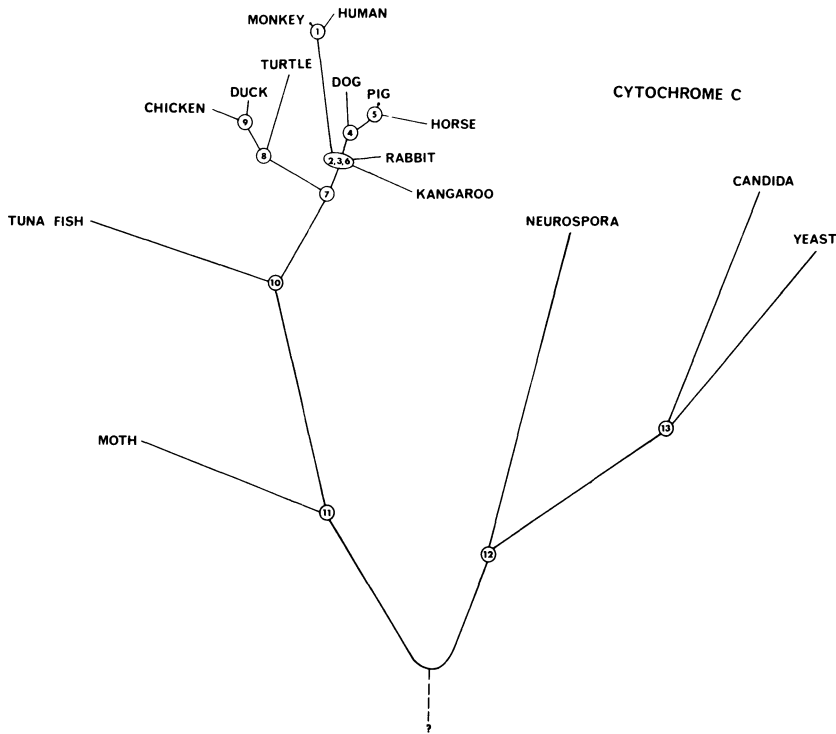 MONKEY
HUMAN
1
TURTLE
DOG
DUCK
PIG
CYTOCHROME C
CHICKEN
9
5
HORSE
4
8
2,3,6
RABBIT
7
KANGAROO
CANDIDA
TUNA FISH
NEUROSPORA
YEAST
10
13
MOTH
11
12
?